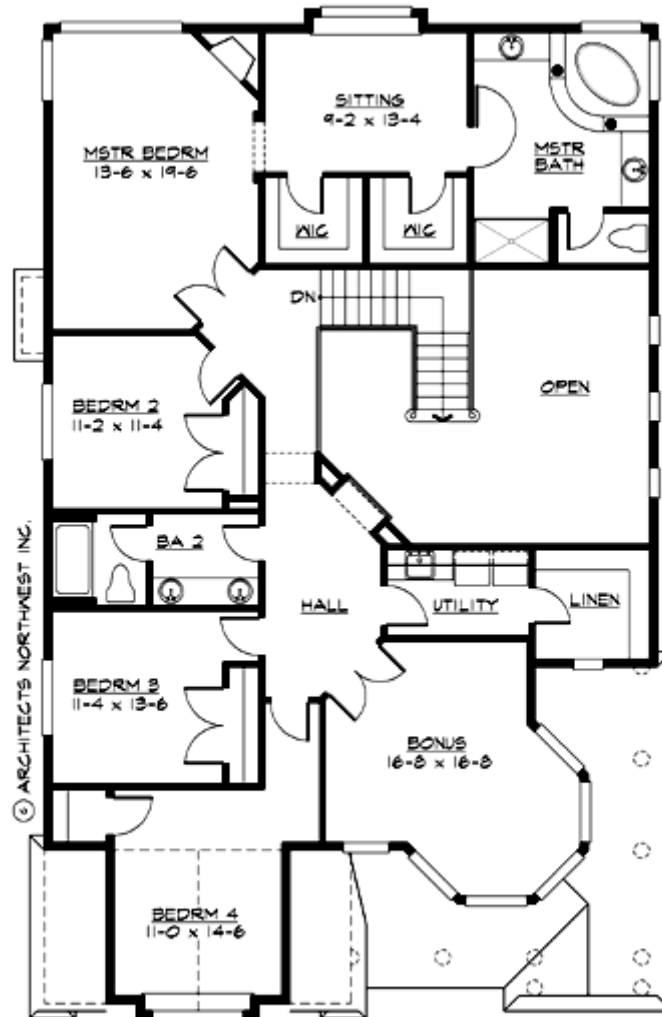 SITTING
9-2 x 13-4
MSTR BEDRM
13-6 x 19-6
MSTR
BATH
WIC
WIC
DN
OPEN
BEDRM 2
11-2 x 11-4
BA 2
HALL
UTILITY
LINEN
BEDRM 3
11-4 x 13-6
BONUS
16-8 x 16-8
BEDRM 4
11-0 x 14-6
© ARCHITECTS NORTHWEST INC.